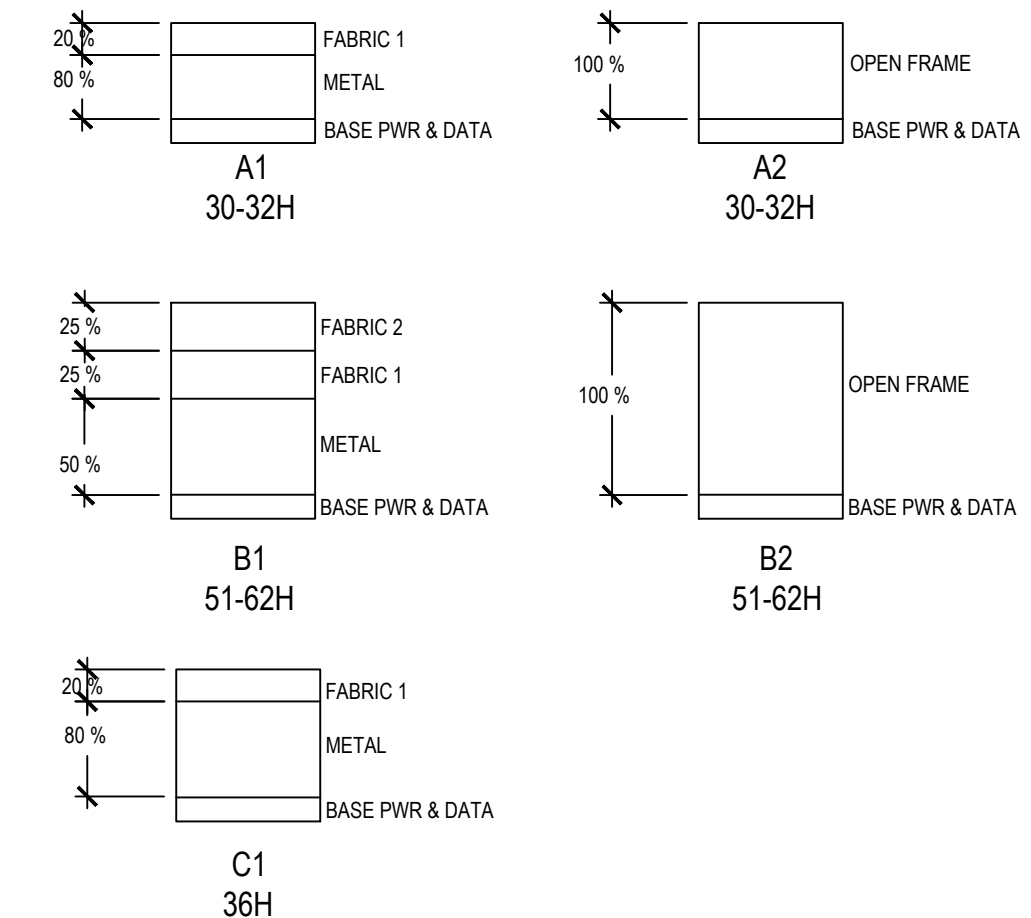 20 %
FABRIC 1
80 %
METAL
BASE PWR & DATA
A1
30-32H
100 %
OPEN FRAME
BASE PWR & DATA
A2
30-32H
25 %
FABRIC 2
25 %
FABRIC 1
50 %
METAL
BASE PWR & DATA
B1
51-62H
100 %
OPEN FRAME
BASE PWR & DATA
B2
51-62H
20 %
FABRIC 1
80 %
METAL
BASE PWR & DATA
C1
36H